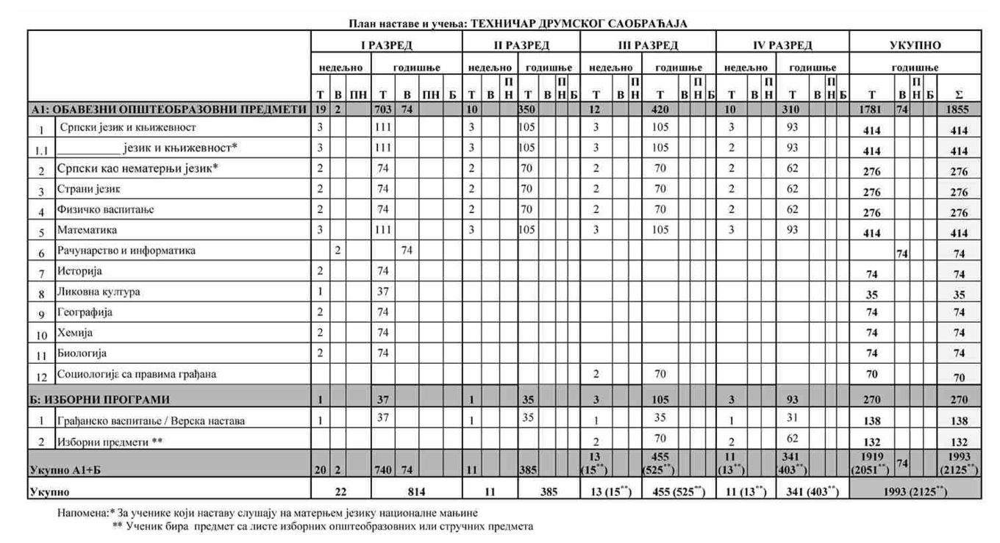 План наставе и учења: ТЕХНИЧАР ДРУМСКОГ САОБРАЋАЈА
I РАЗРЕД II РАЗРЕД III РАЗРЕД IV РАЗРЕД УКУПНО
недељно годишње недељно годишње недељно годишње недељно годишње годишње
Т В ПН Т В ПН Б Т В ПН Т В ПН Б Т В ПН Т В ПН Б Т В ПН Т В ПН Б Т В ПН Б Σ
А1: ОБАВЕЗНИ ОПШТЕОБРАЗОВНИ ПРЕДМЕТИ 19 2 703 74 10 350 12 420 10 310 1781 74 1855
1 Српски језик и књижевност 3 111 3 105 3 105 3 93 414 414
1.1 __________ језик и књижевност* 3 111 3 105 3 105 2 93 414 414
2 Српски као нематерњи језик* 2 74 2 70 2 70 2 62 276 276
3 Страни језик 2 74 2 70 2 70 2 62 276 276
4 Физичко васпитање 2 74 2 70 2 70 2 62 276 276
5 Математика 3 111 3 105 3 105 3 93 414 414
6 Рачунарство и информатика 2 74 74 74
7 Историја 2 74 74 74
8 Ликовна култура 1 37 35 35
9 Географија 2 74 74 74
10 Хемија 2 74 74 74
11 Биологија 2 74 74 74
12 Социологија са правима грађана 2 70 70 70
Б: ИЗБОРНИ ПРОГРАМИ 1 37 1 35 3 105 3 93 270 270
1 Грађанско васпитање / Верска настава 1 37 1 35 1 35 1 31 138 138
2 Изборни предмети ** 2 70 2 62 132 132
Укупно А1+Б 20 2 740 74 11 385 13 (15**) 455 (525**) 11 (13**) 341 (403**) 1919 (2051**) 74 1993 (2125**)
Укупно 22 814 11 385 13 (15**) 455 (525**) 11 (13**) 341 (403**) 1993 (2125**)
Напомена:* За ученике који наставу слушају на матерњем језику националне мањине
** Ученик бира предмет са листе изборних општеобразовних или стручних предмета